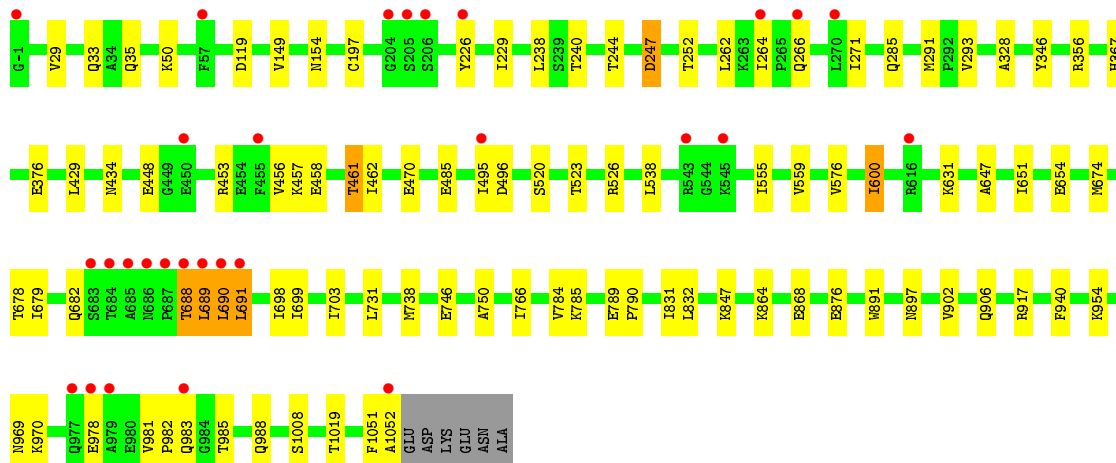 G-1 V29 Q33 A34 Q35 K50 F57 D119 V149 N154 C197 G204 S205 S206 Y226 I229 L238 S239 T240 T244 D247 T252 L262 K263 I264 P265 Q266 L270 I271 Q285 M291 P292 V293 A328 Y346 R356 H367
E376 L429 N434 E448 G449 E450 R453 E454 F455 V456 K457 E458 T461 I462 E470 E485 I495 D496 S520 T523 R526 L538 R543 G544 K545 I555 V559 V576 I600 R616 K631 A647 I651 E654 M674
T678 I679 Q682 S683 T684 A685 N686 P687 T688 L689 L690 L691 I698 I699 I703 L731 M738 E746 A750 I766 V784 K785 E789 P790 I831 L832 K847 K864 E868 E876 W891 N897 V902 Q906 R917 F940 K954
N969 K970 Q977 E978 A979 E980 V981 P982 Q983 G984 T985 Q988 S1008 T1019 F1051 A1052 GLU ASP LYS GLU ASN ALA